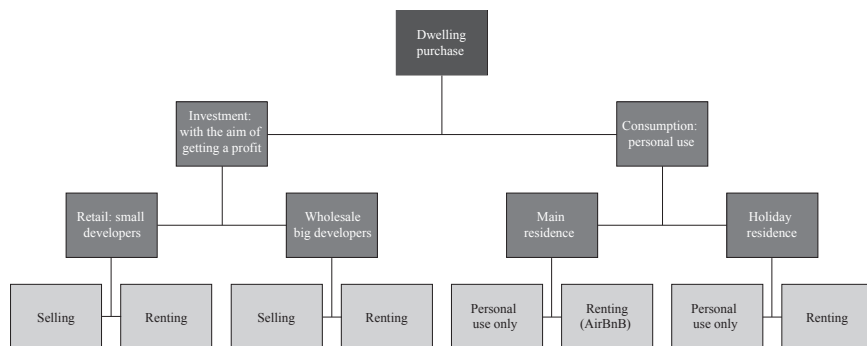 Dwelling
purchase
Investment:
with the aim of
getting a profit
Consumption:
personal use
Retail: small
developers
Wholesale
big developers
Main
residence
Holiday
residence
Selling
Renting
Selling
Renting
Personal
use only
Renting
(AirBnB)
Personal
use only
Renting